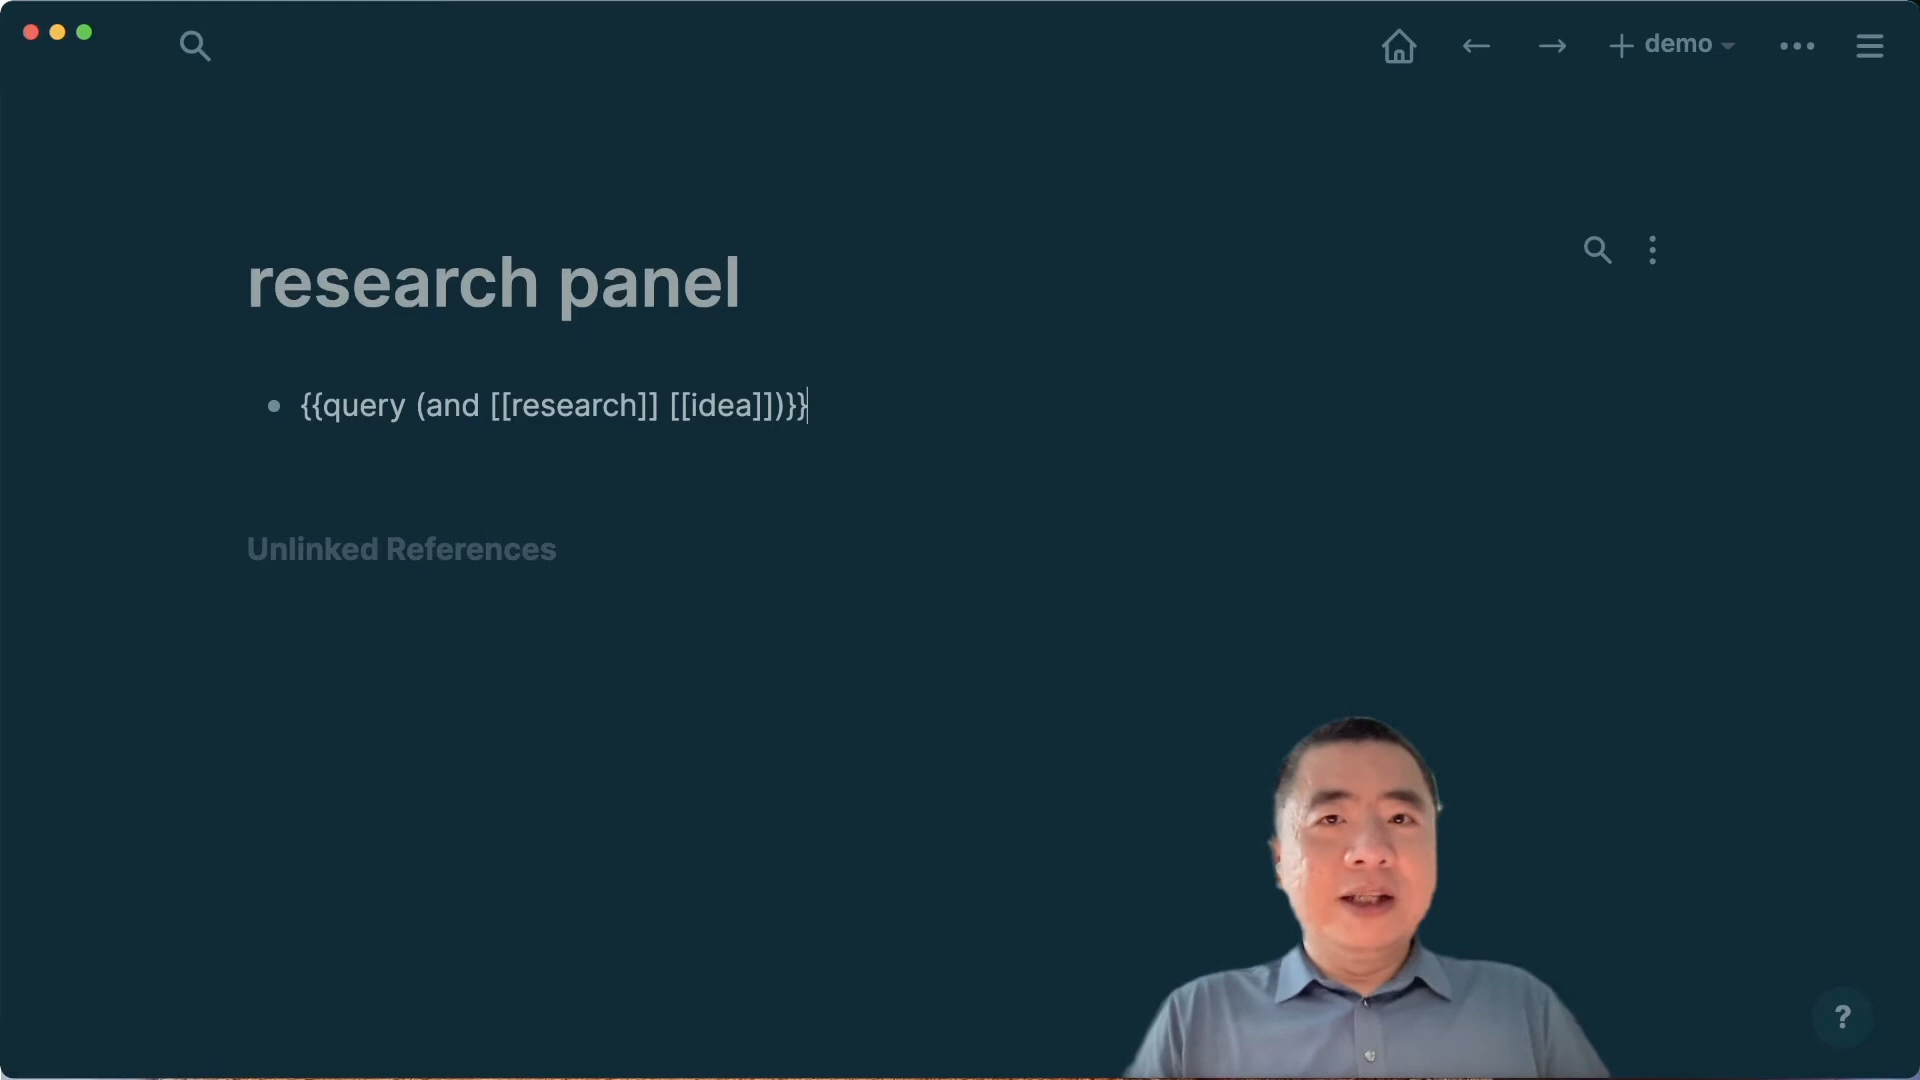 demo
research panel
{{query (and [[research]] [[idea]])}}
Unlinked References
?